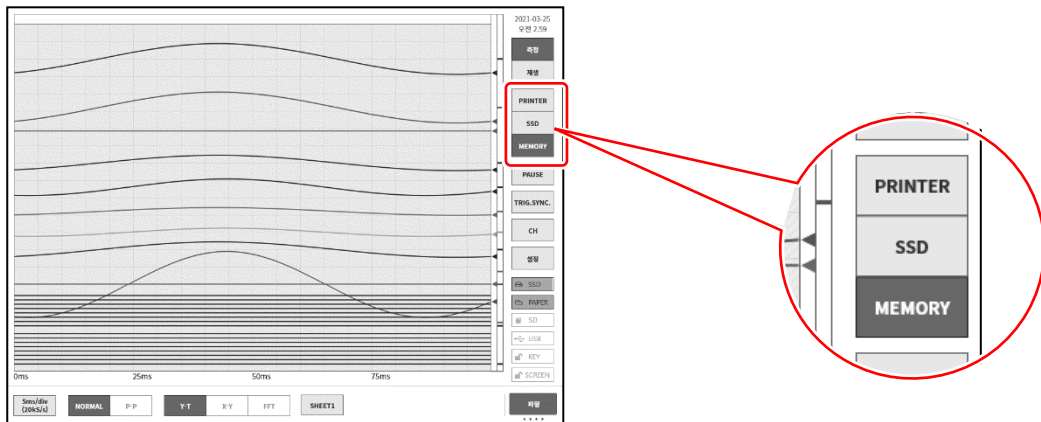 2021-03-25
오전 2.59
측정
재생
PRINTER
SSD
MEMORY
PAUSE
TRIG.SYNC.
CH
설정
SSD
PAPER
SD
USB
KEY
SCREEN
0ms 25ms 50ms 75ms
5ms/div
(20kS/s)
NORMAL P-P Y-T X-Y FFT SHEET1 파형
PRINTER
SSD
MEMORY